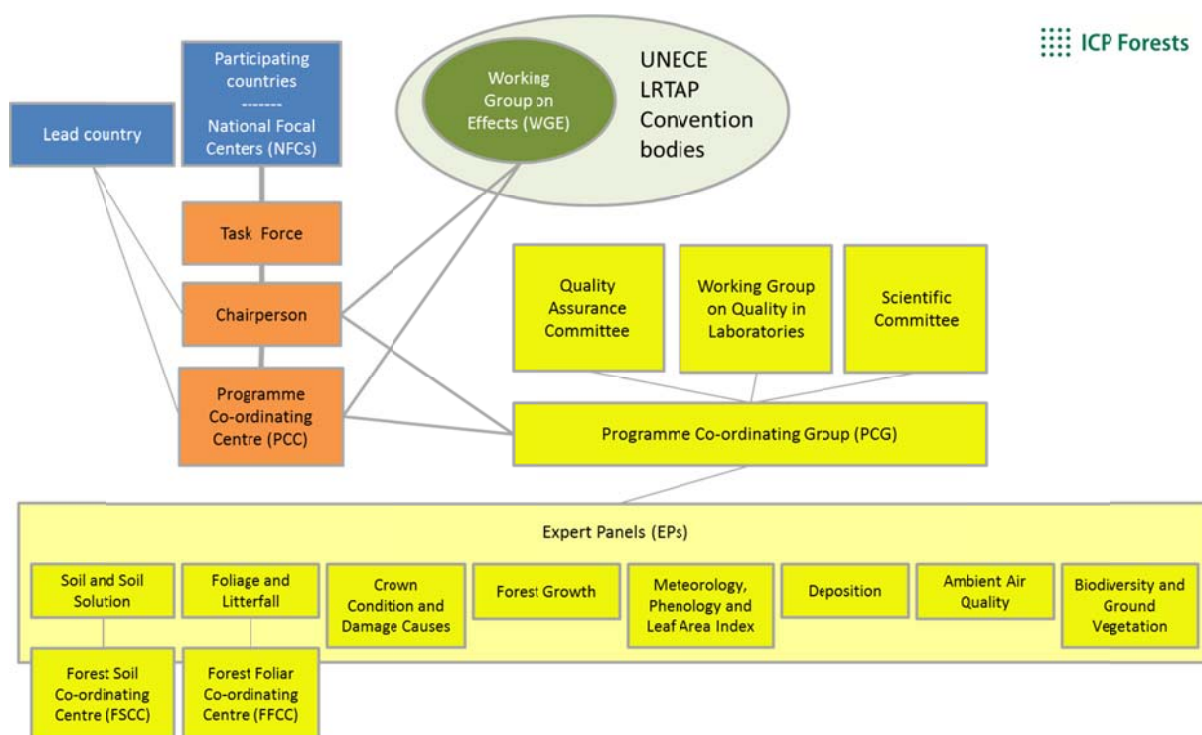 ICP Forests
Participating
countries
-------
National Focal
Centers (NFCs)
Lead country
Working
Group on
Effects (WGE)
UNECE
LRTAP
Convention
bodies
Task Force
Chairperson
Programme
Co-ordinating
Centre (PCC)
Quality
Assurance
Committee
Working Group
on Quality in
Laboratories
Scientific
Committee
Programme Co-ordinating Group (PCG)
Expert Panels (EPs)
Soil and Soil
Solution
Foliage and
Litterfall
Crown
Condition and
Damage Causes
Forest Growth
Meteorology,
Phenology and
Leaf Area Index
Deposition
Ambient Air
Quality
Biodiversity and
Ground
Vegetation
Forest Soil
Co-ordinating
Centre (FSCC)
Forest Foliar
Co-ordinating
Centre (FFCC)